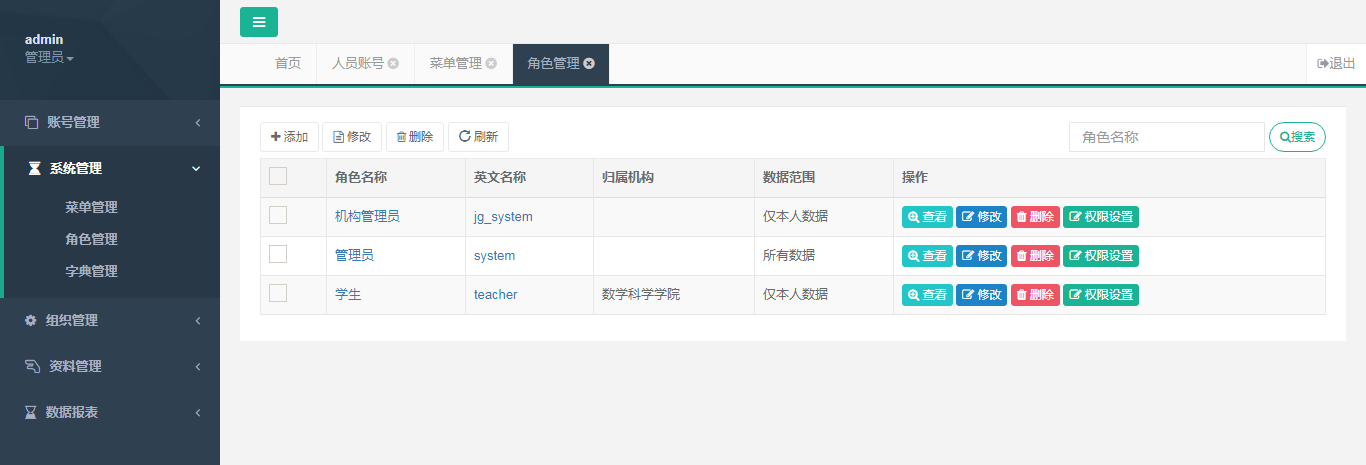 admin
管理员
账号管理
系统管理
菜单管理
角色管理
字典管理
组织管理
资料管理
数据报表
首页 人员账号 菜单管理 角色管理 退出
添加 修改 删除 刷新 角色名称 搜索
角色名称 英文名称 归属机构 数据范围 操作
机构管理员 jg_system 仅本人数据 查看 修改 删除 权限设置
管理员 system 所有数据 查看 修改 删除 权限设置
学生 teacher 数学科学学院 仅本人数据 查看 修改 删除 权限设置